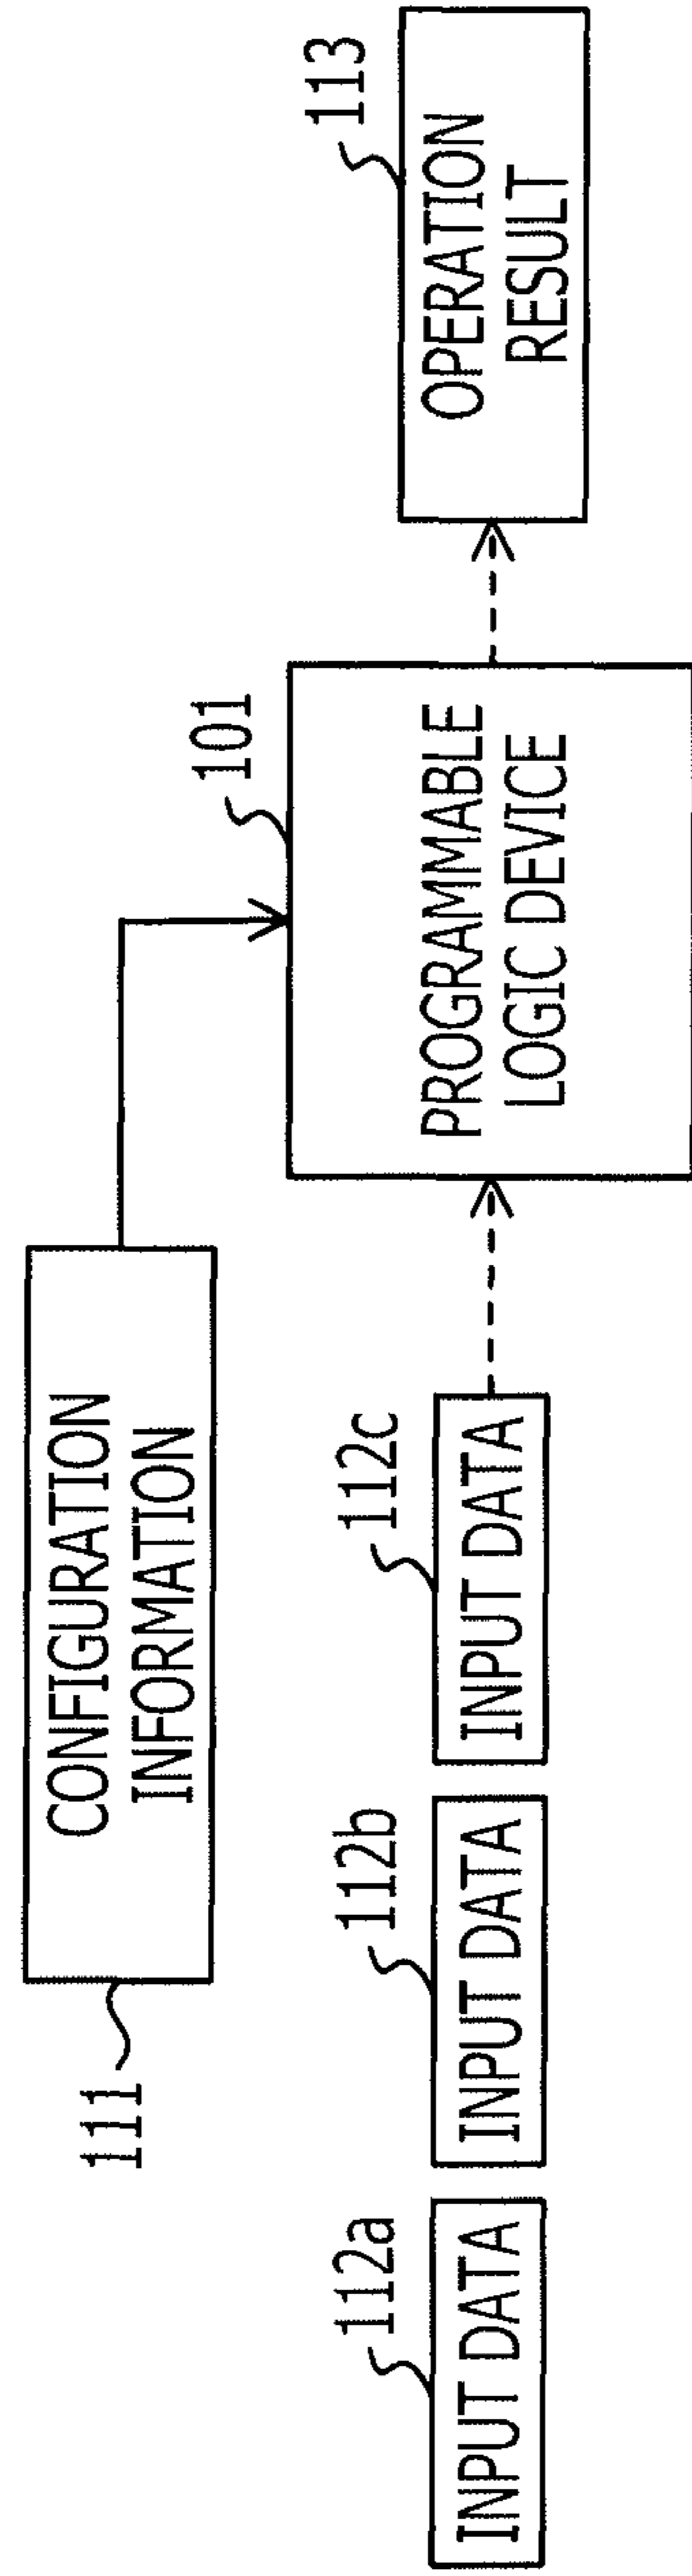 111
CONFIGURATION
INFORMATION
101
PROGRAMMABLE
LOGIC DEVICE
113
OPERATION
RESULT
112a
INPUT DATA
112b
INPUT DATA
112c
INPUT DATA